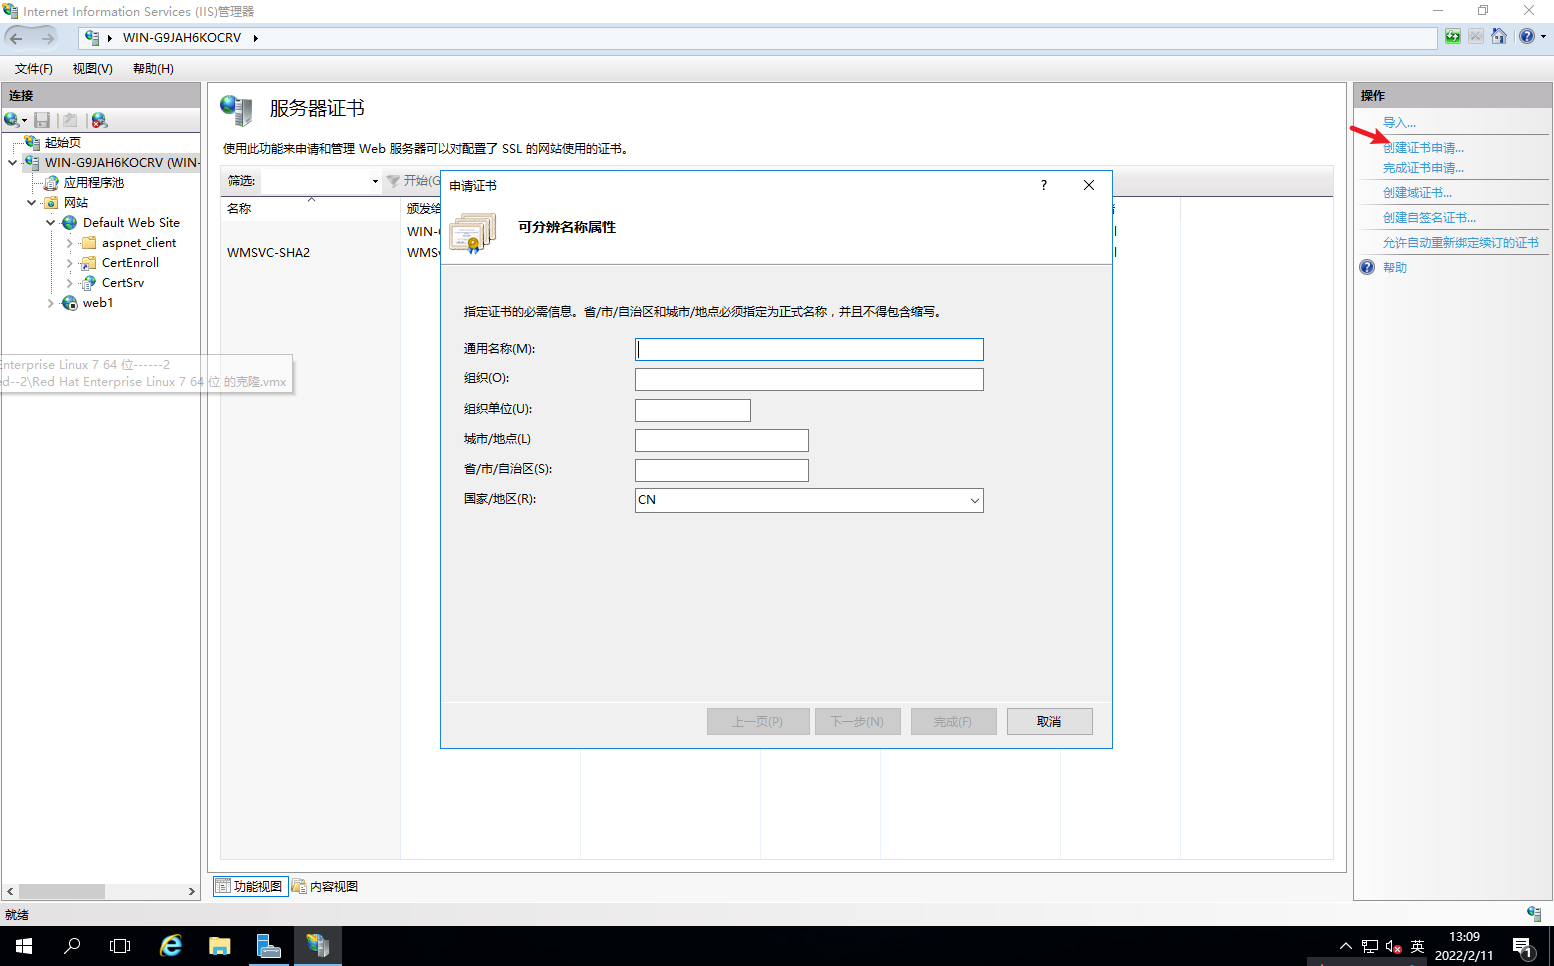 Internet Information Services (IIS)管理器
WIN-G9JAH6KOCRV
文件(F) 视图(V) 帮助(H)
连接
起始页
WIN-G9JAH6KOCRV (WIN-
应用程序池
网站
Default Web Site
aspnet_client
CertEnroll
CertSrv
web1
Enterprise Linux 7 64 位------2
ed--2\Red Hat Enterprise Linux 7 64 位 的克隆.vmx
服务器证书
使用此功能来申请和管理 Web 服务器可以对配置了 SSL 的网站使用的证书。
筛选: 开始(G
名称 颁发给
WIN-
WMSVC-SHA2 WMS
申请证书
?
可分辨名称属性
指定证书的必需信息。省/市/自治区和城市/地点必须指定为正式名称，并且不得包含缩写。
通用名称(M):
组织(O):
组织单位(U):
城市/地点(L)
省/市/自治区(S):
国家/地区(R): CN
上一页(P) 下一步(N) 完成(F) 取消
功能视图 内容视图
操作
导入...
创建证书申请...
完成证书申请...
创建域证书...
创建自签名证书...
允许自动重新绑定续订的证书
帮助
就绪
英
13:09
2022/2/11
1